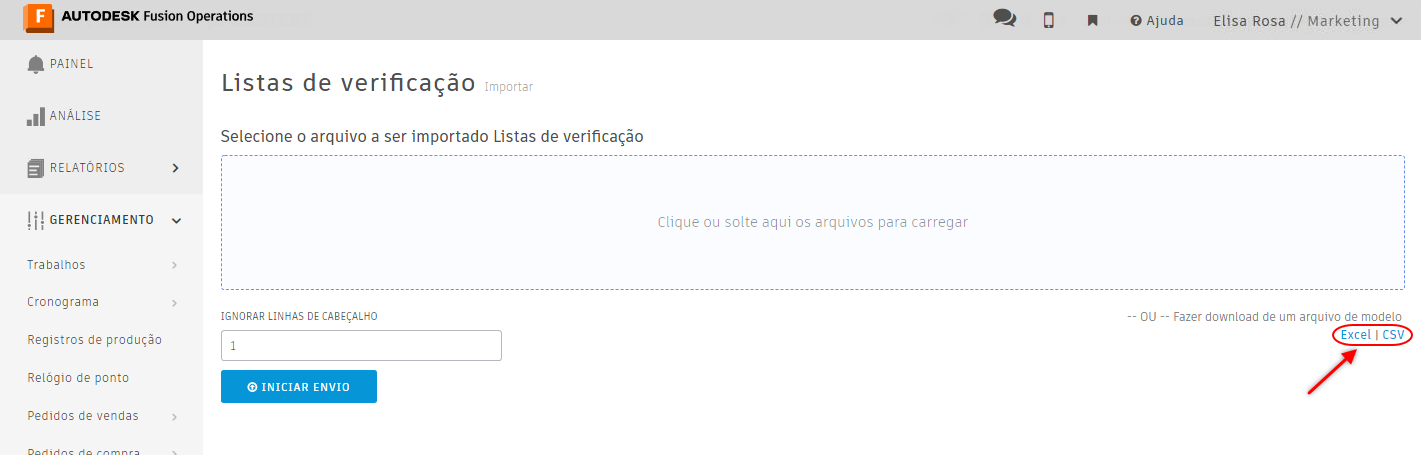 AUTODESK Fusion Operations
Ajuda
Elisa Rosa // Marketing
PAINEL
ANÁLISE
RELATÓRIOS
GERENCIAMENTO
Trabalhos
Cronograma
Registros de produção
Relógio de ponto
Pedidos de vendas
Pedidos de compra
Listas de verificação Importar
Selecione o arquivo a ser importado Listas de verificação
Clique ou solte aqui os arquivos para carregar
IGNORAR LINHAS DE CABEÇALHO
1
INICIAR ENVIO
-- OU -- Fazer download de um arquivo de modelo
Excel | CSV